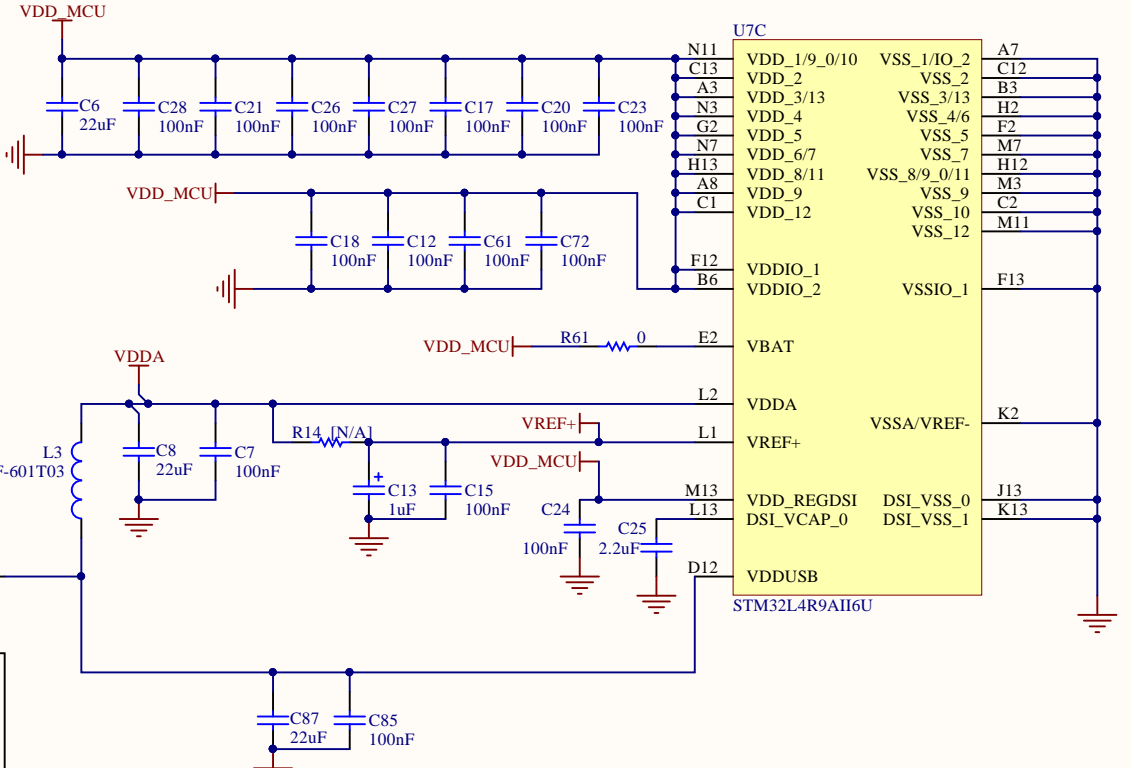 VDD_MCU
U7C
C6
22uF
C28
100nF
C21
100nF
C26
100nF
C27
100nF
C17
100nF
C20
100nF
C23
100nF
VDD_MCU
C18
100nF
C12
100nF
C61
100nF
C72
100nF
N11 VDD_1/9_0/10 VSS_1/IO_2 A7
C13 VDD_2 VSS_2 C12
A3 VDD_3/13 VSS_3/13 B3
N3 VDD_4 VSS_4/6 H2
G2 VDD_5 VSS_5 F2
N7 VDD_6/7 VSS_7 M7
H13 VDD_8/11 VSS_8/9_0/11 H12
A8 VDD_9 VSS_9 M3
C1 VDD_12 VSS_10 C2
VSS_12 M11
F12 VDDIO_1
B6 VDDIO_2 VSSIO_1 F13
VDD_MCU R61 0 E2 VBAT
VDDA
L2 VDDA
VSSA/VREF- K2
VREF+
R14 [N/A] L1 VREF+
L3
F-601T03
C8
22uF
C7
100nF
C13
+
1uF
C15
100nF
VDD_MCU
M13 VDD_REGDSI DSI_VSS_0 J13
L13 DSI_VCAP_0 DSI_VSS_1 K13
C24
100nF
C25
2.2uF
D12 VDDUSB
STM32L4R9AII6U
C87
22uF
C85
100nF